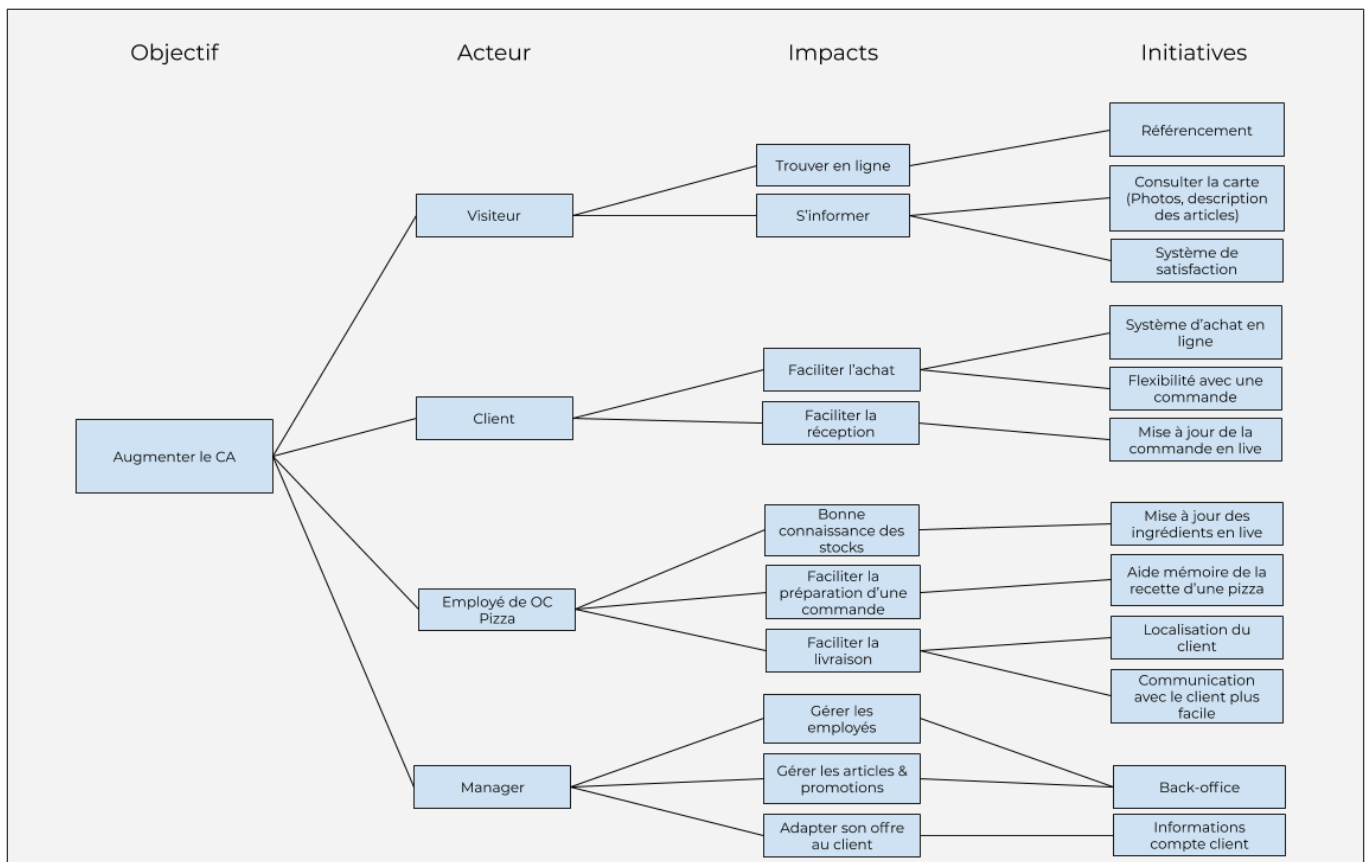 Objectif
Acteur
Impacts
Initiatives
Référencement
Trouver en ligne
Consulter la carte
(Photos, description
des articles)
Visiteur
S'informer
Système de
satisfaction
Système d'achat en
ligne
Faciliter l'achat
Flexibilité avec une
commande
Client
Faciliter la
réception
Mise à jour de la
commande en live
Augmenter le CA
Bonne
connaissance des
stocks
Mise à jour des
ingrédients en live
Faciliter la
préparation d'une
commande
Aide mémoire de la
recette d'une pizza
Employé de OC
Pizza
Faciliter la
livraison
Localisation du
client
Communication
avec le client plus
facile
Gérer les
employés
Manager
Gérer les articles &
promotions
Back-office
Adapter son offre
au client
Informations
compte client